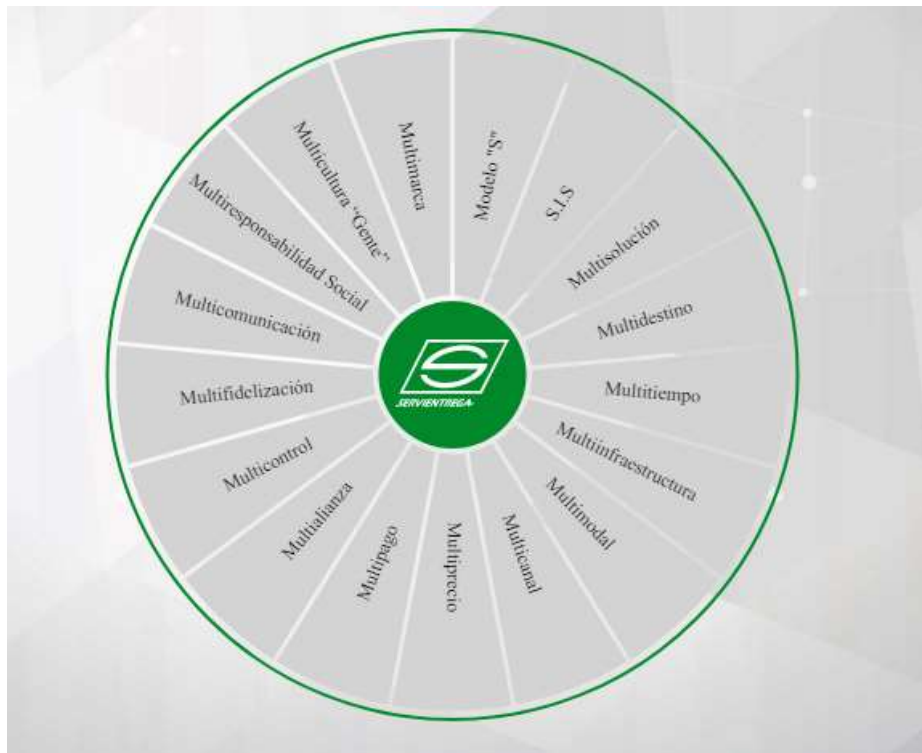 Modelo "S"
S.I.S
Multisolución
Multidestino
Multitiempo
Multiinfraestructura
Multimodal
Multicanal
Multiprecio
Multipago
Multialianza
Multicontrol
Multifidelización
Multicomunicación
Multiresponsabilidad Social
Multicultura "Gente"
Multimarca
SERVIENTREGA